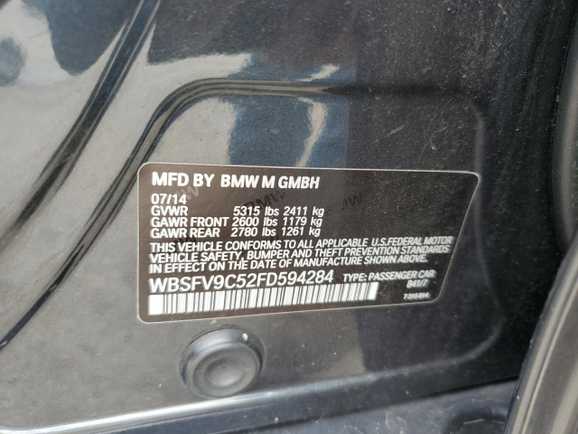 MFD BY BMW M GMBH
07/14
GVWR 5315 lbs 2411 kg
GAWR FRONT 2600 lbs 1179 kg
GAWR REAR 2780 lbs 1261 kg
THIS VEHICLE CONFORMS TO ALL APPLICABLE U.S. FEDERAL MOTOR
VEHICLE SAFETY, BUMPER, AND THEFT PREVENTION STANDARDS
IN EFFECT ON THE DATE OF MANUFACTURE SHOWN ABOVE.
WBSFV9C52FD594284 TYPE: PASSENGER CAR
841/7